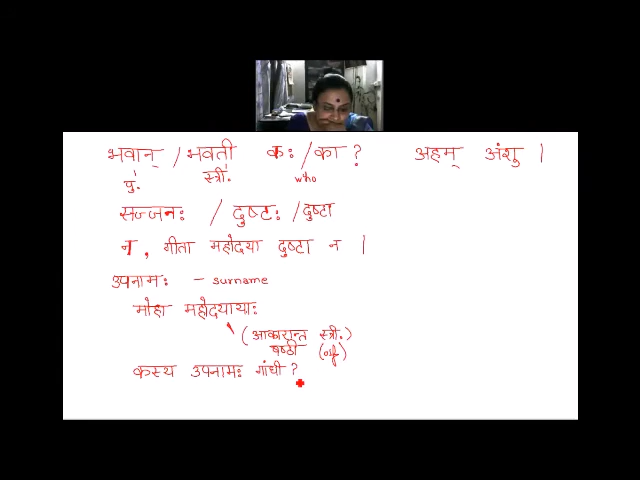 भवान् / भवती कः / का ? अहम् अंशु ।
पुं. स्त्री. who
सज्जनः / दुष्टः / दुष्टा
न , गीता महोदया दुष्टा न ।
उपनामः – surname
मोहा महोदयायाः
( आकारान्त स्त्री. )
षष्ठी (of)
कस्य उपनामः गांधी ?